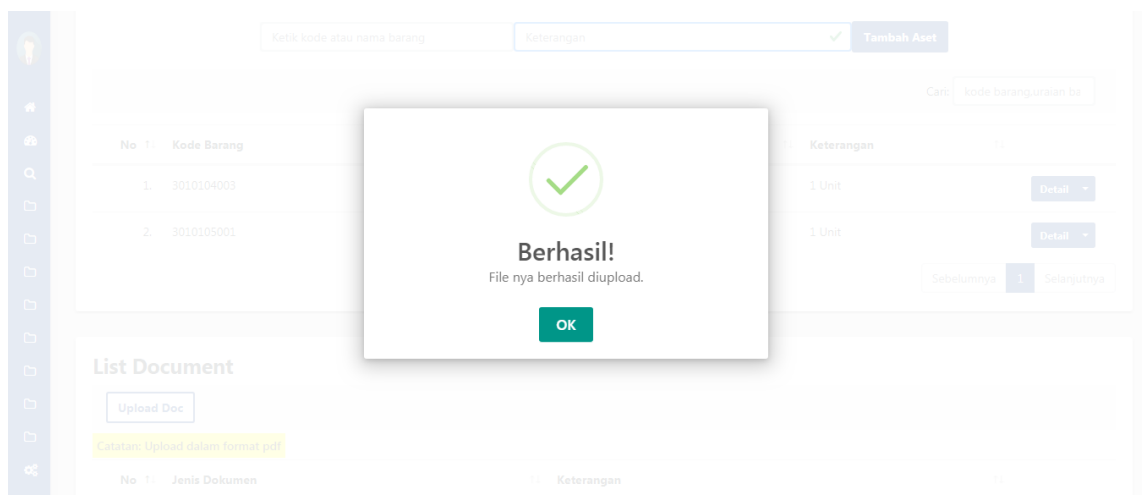 Ketik kode atau nama barang Keterangan Tambah Aset
Cari: kode barang,uraian ba
No Kode Barang Keterangan
1. 3010104003 1 Unit Detail
2. 3010105001 1 Unit Detail
Sebelumnya 1 Selanjutnya
Berhasil!
File nya berhasil diupload.
OK
List Document
Upload Doc
Catatan: Upload dalam format pdf
No Jenis Dokumen Keterangan